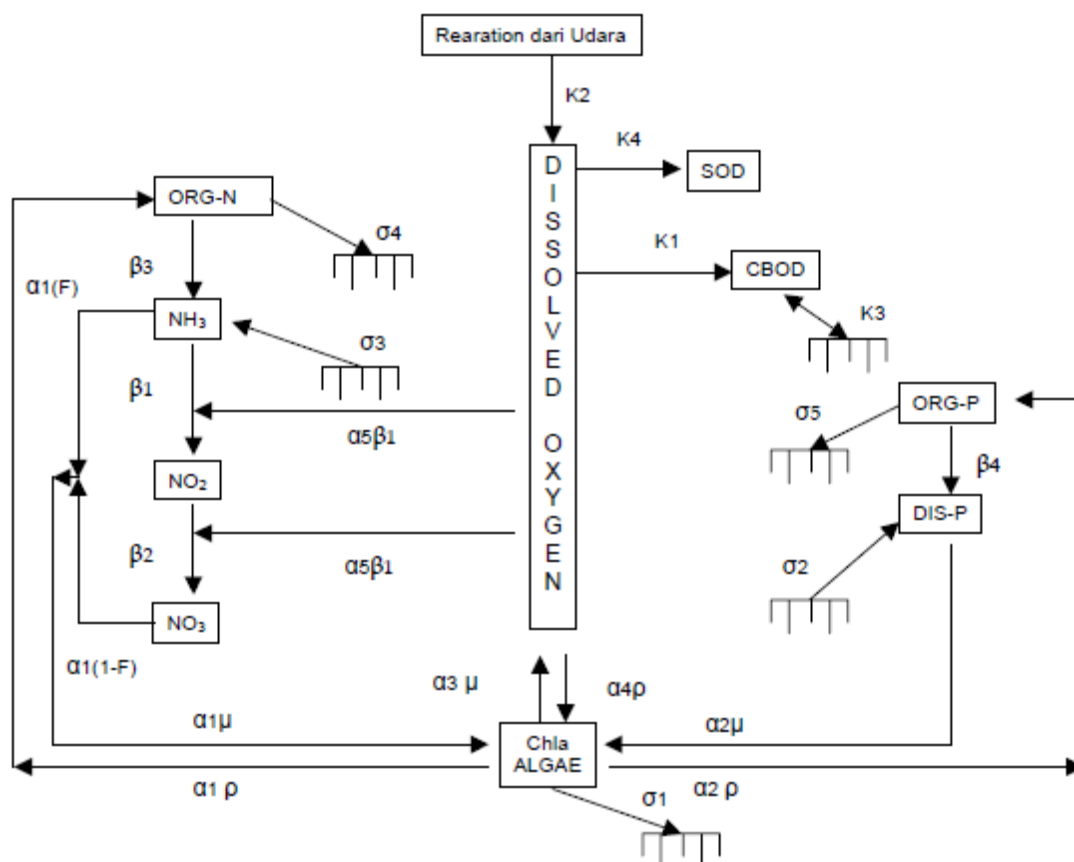 Rearation dari Udara
K2
DISSOLVED OXYGEN
K4
SOD
K1
CBOD
K3
ORG-N
σ4
β3
α1(F)
NH₃
σ3
β1
α5β1
NO₂
β2
α5β1
NO₃
α1(1-F)
ORG-P
σ5
β4
DIS-P
σ2
α3 μ
α4ρ
α1μ
α2μ
Chla
ALGAE
α1 ρ
α2 ρ
σ1